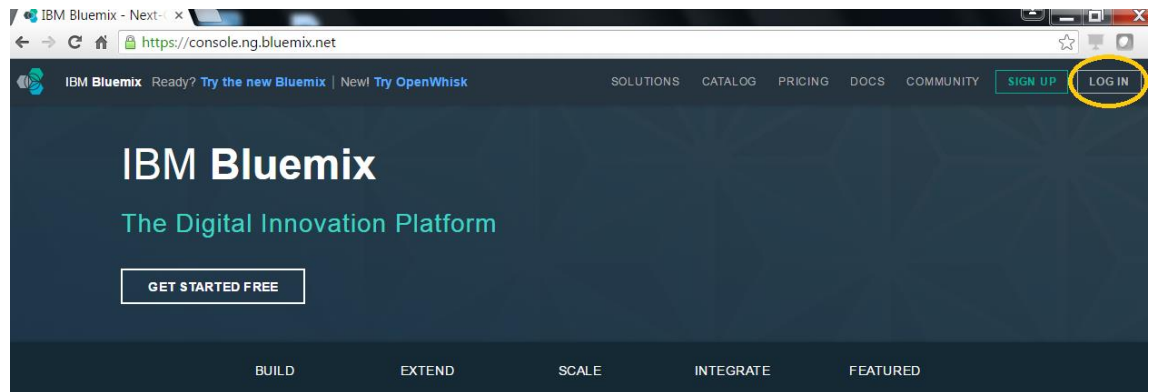 IBM Bluemix - Next-
https://console.ng.bluemix.net
IBM Bluemix Ready? Try the new Bluemix | New! Try OpenWhisk SOLUTIONS CATALOG PRICING DOCS COMMUNITY SIGN UP LOG IN
IBM Bluemix
The Digital Innovation Platform
GET STARTED FREE
BUILD EXTEND SCALE INTEGRATE FEATURED